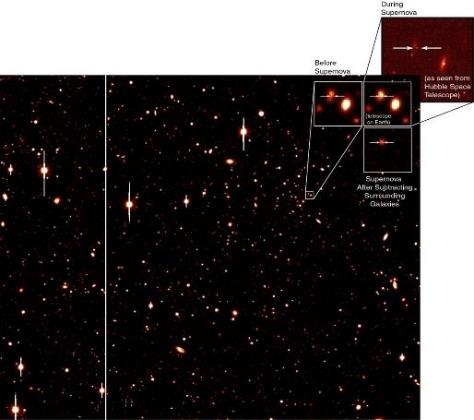 During
Supernova
Before
Supernova
(as seen from
Hubble Space
Telescope)
(telescope
on Earth)
Supernova
After Subtracting
Surrounding
Galaxies